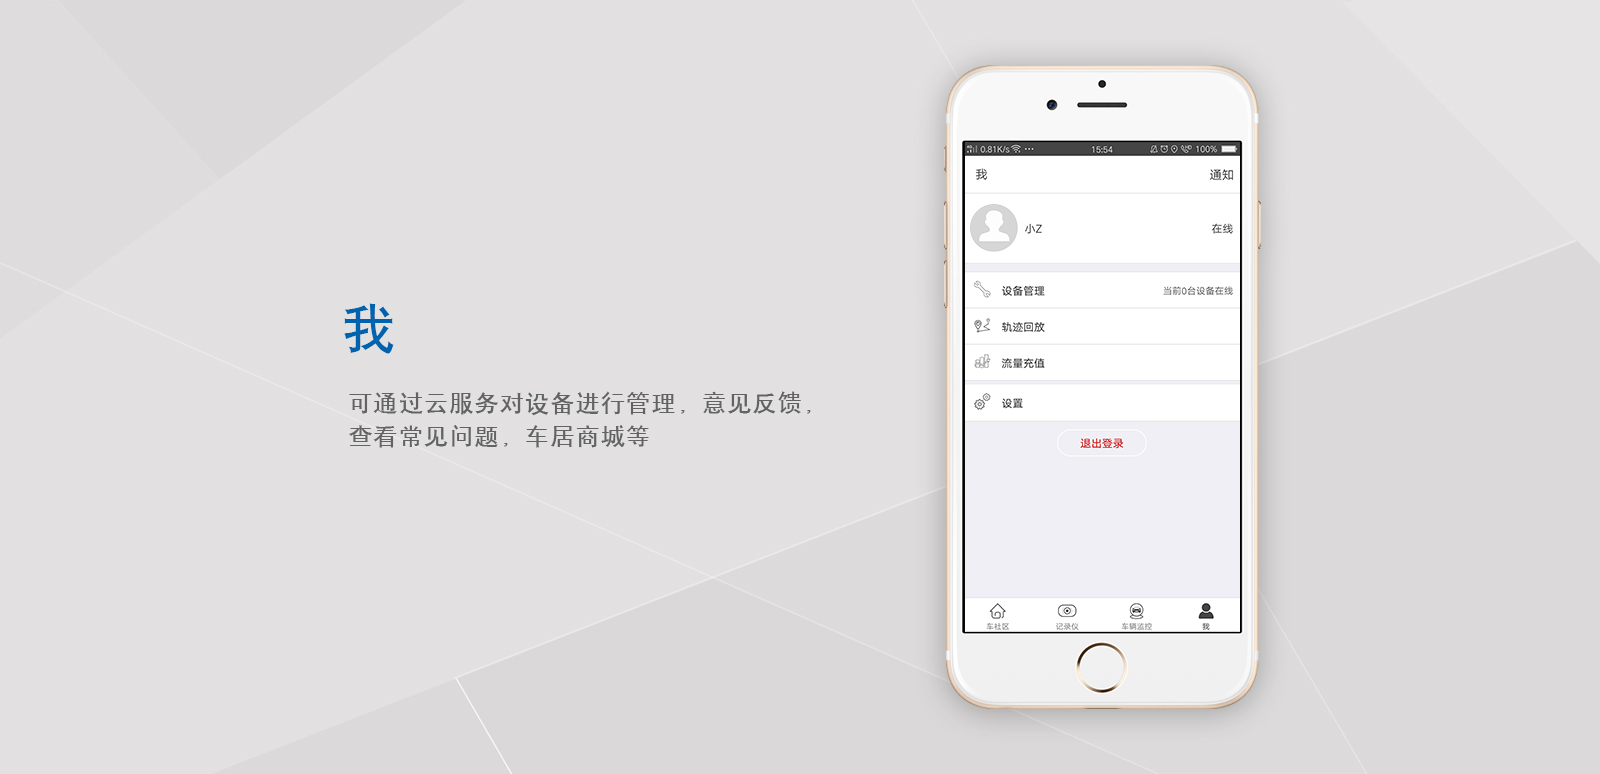 我
可通过云服务对设备进行管理，意见反馈，
查看常见问题，车居商城等
0.81K/s 15:54 100%
我 通知
小Z 在线
设备管理 当前0台设备在线
轨迹回放
流量充值
设置
退出登录
车社区 记录仪 车辆监控 我